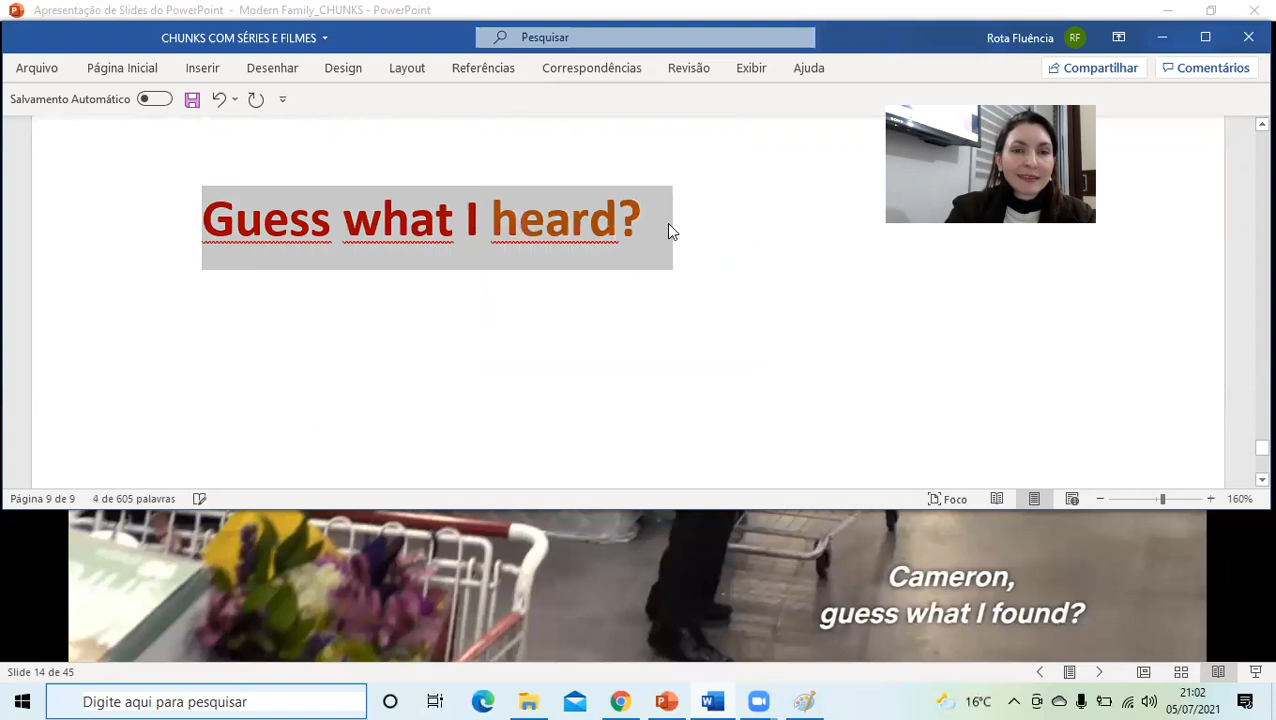 Apresentação de Slides do PowerPoint - Modern Family_CHUNKS - PowerPoint
CHUNKS COM SÉRIES E FILMES
Pesquisar
Rota Fluência RF
Arquivo Página Inicial Inserir Desenhar Design Layout Referências Correspondências Revisão Exibir Ajuda Compartilhar Comentários
Salvamento Automático
Guess what I heard?
Página 9 de 9 4 de 605 palavras Foco 160%
Cameron,
guess what I found?
Slide 14 de 45
Digite aqui para pesquisar
16°C
21:02
05/07/2021